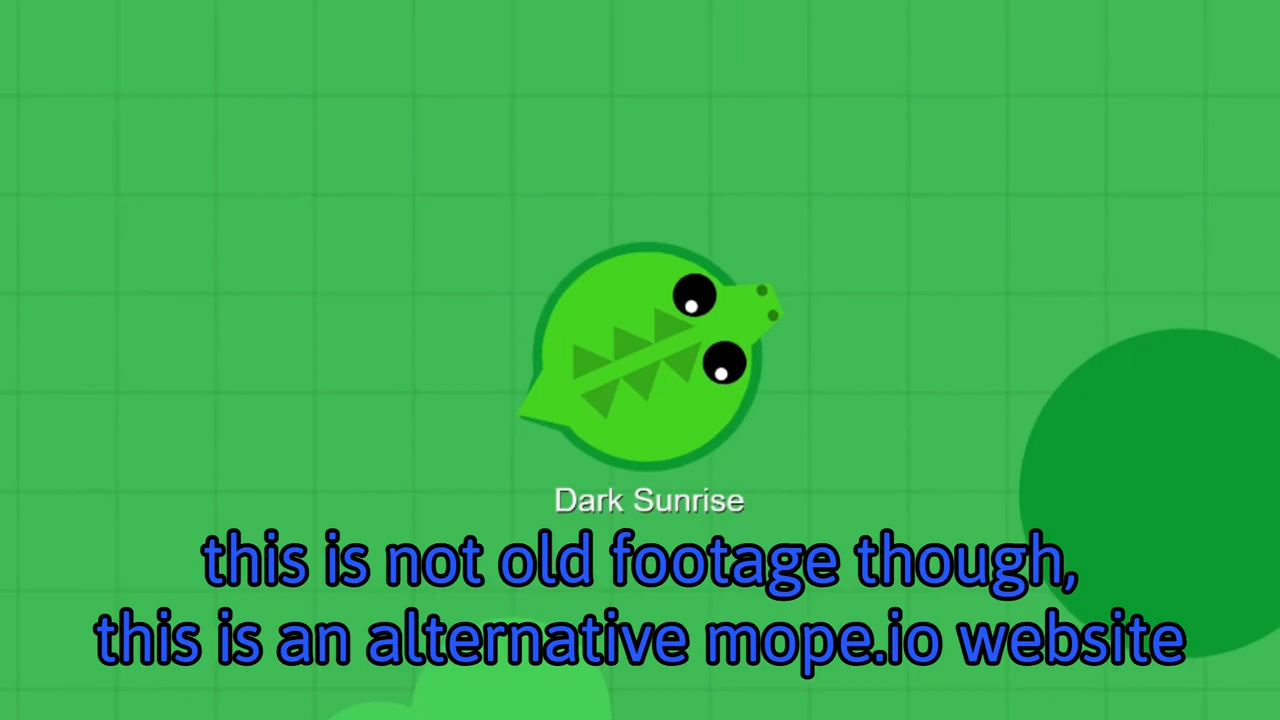 Dark Sunrise
this is not old footage though,
this is an alternative mope.io website